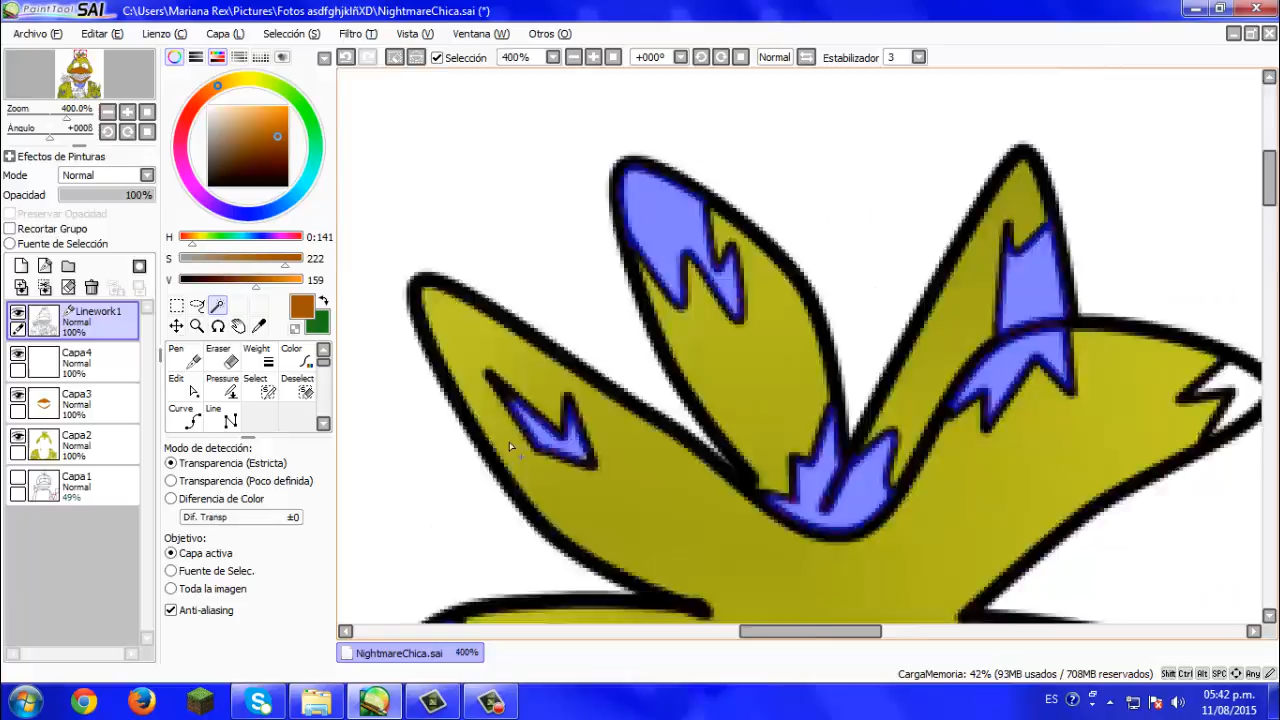 PaintTool SAI C:\Users\Mariana Rex\Pictures\Fotos asdfghjklñXD\NightmareChica.sai (*)
Archivo (F) Editar (E) Lienzo (C) Capa (L) Selección (S) Filtro (T) Vista (V) Ventana (W) Otros (O)
Selección 400% +000º Normal Estabilizador 3
Zoom 400.0%
Ángulo +000ß
Efectos de Pinturas
Modo Normal
Opacidad 100%
Preservar Opacidad
Recortar Grupo
Fuente de Selección
Linework1
Normal
100%
Capa4
Normal
100%
Capa3
Normal
100%
Capa2
Normal
100%
Capa1
Normal
49%
H 0:141
S 222
V 159
Pen Eraser Weight Color
Edit Pressure Select Deselect
Curve Line
Modo de detección:
Transparencia (Estricta)
Transparencia (Poco definida)
Diferencia de Color
Dif. Transp ±0
Objetivo:
Capa activa
Fuente de Selec.
Toda la imagen
Anti-aliasing
NightmareChica.sai 400%
CargaMemoria: 42% (93MB usados / 708MB reservados) Shift Ctrl Alt SPC Any
ES 05:42 p.m.
11/08/2015